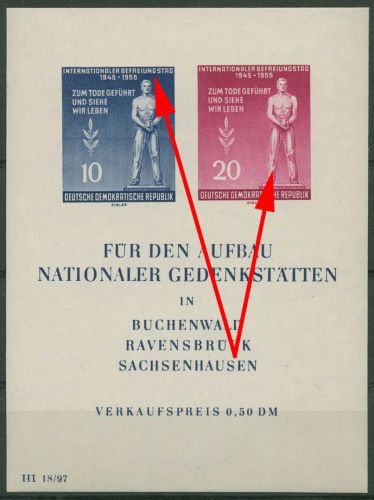 INTERNATIONALER BEFREIUNGSTAG
1945 - 1955
ZUM TODE GEFÜHRT
UND SIEHE
WIR LEBEN
10
DEUTSCHE DEMOKRATISCHE REPUBLIK
EIGLER
INTERNATIONALER BEFREIUNGSTAG
1945 - 1955
ZUM TODE GEFÜHRT
UND SIEHE
WIR LEBEN
20
DEUTSCHE DEMOKRATISCHE REPUBLIK
EIGLER
FÜR DEN AUFBAU
NATIONALER GEDENKSTÄTTEN
IN
BUCHENWALD
RAVENSBRÜCK
SACHSENHAUSEN
VERKAUFSPREIS 0,50 DM
III 18/97